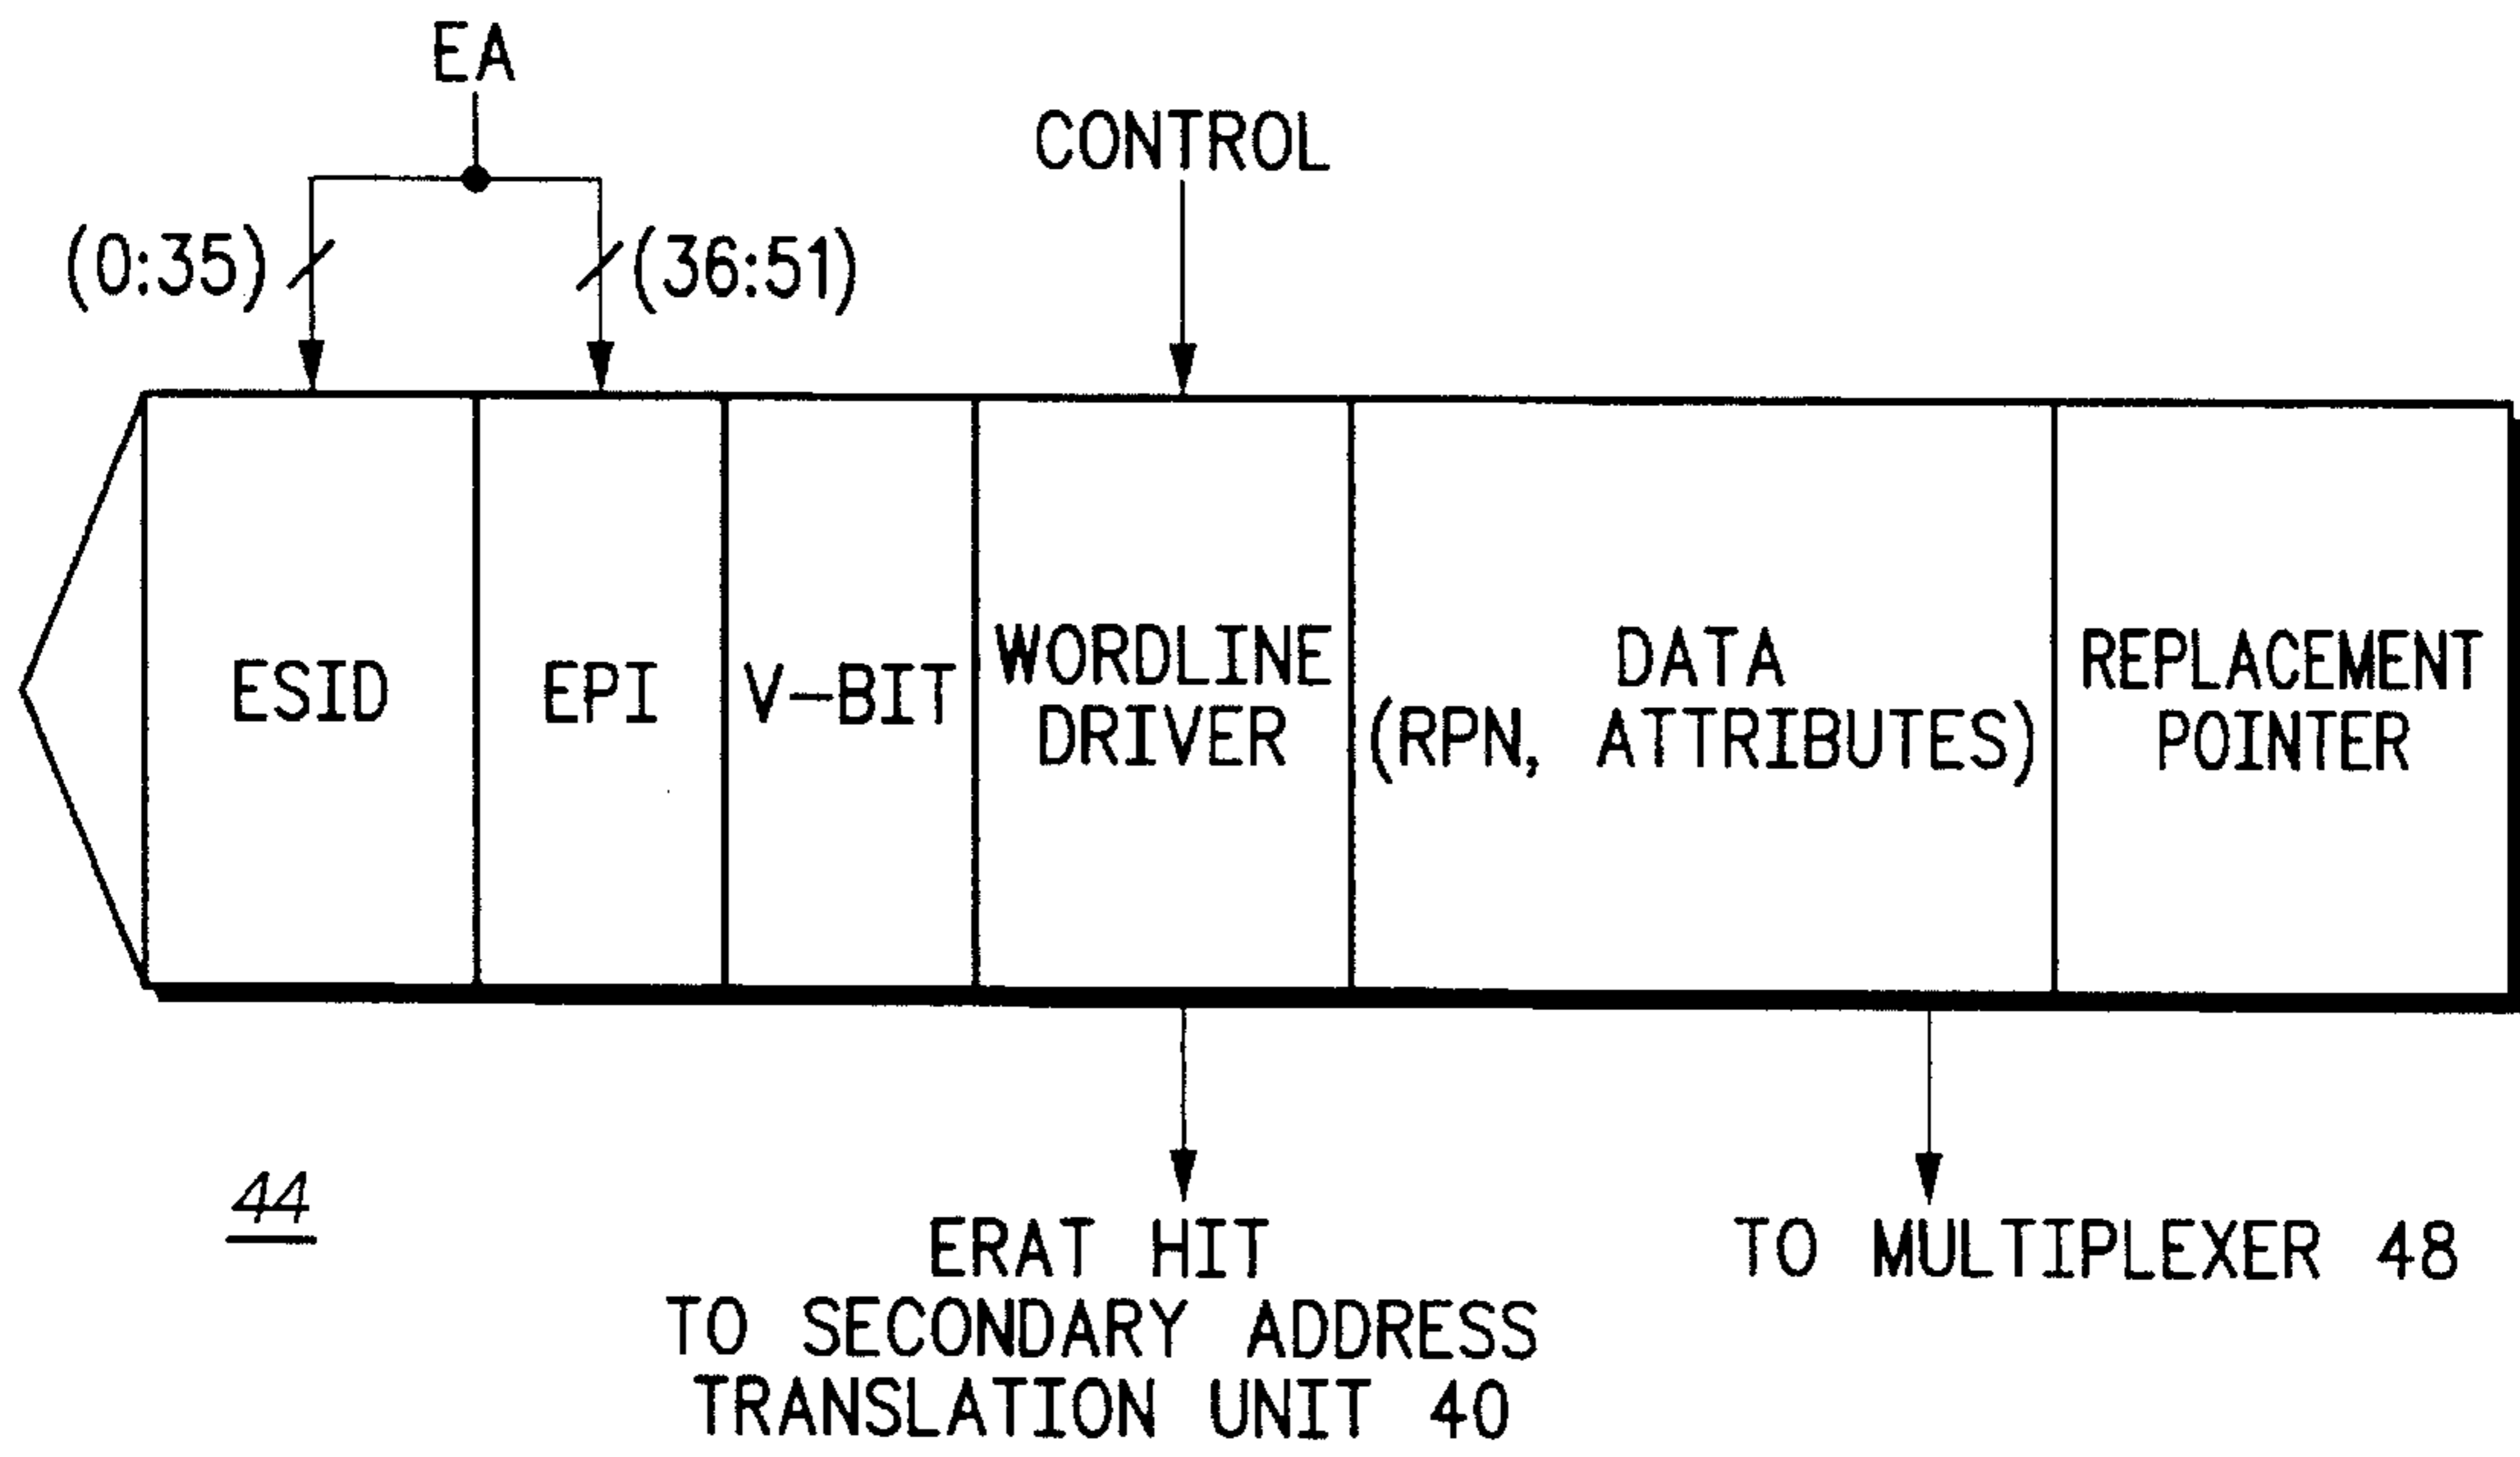 EA
CONTROL
(0:35)
(36:51)
ESID
EPI
V-BIT
WORDLINE
DRIVER
DATA
(RPN, ATTRIBUTES)
REPLACEMENT
POINTER
44
ERAT HIT
TO SECONDARY ADDRESS
TRANSLATION UNIT 40
TO MULTIPLEXER 48